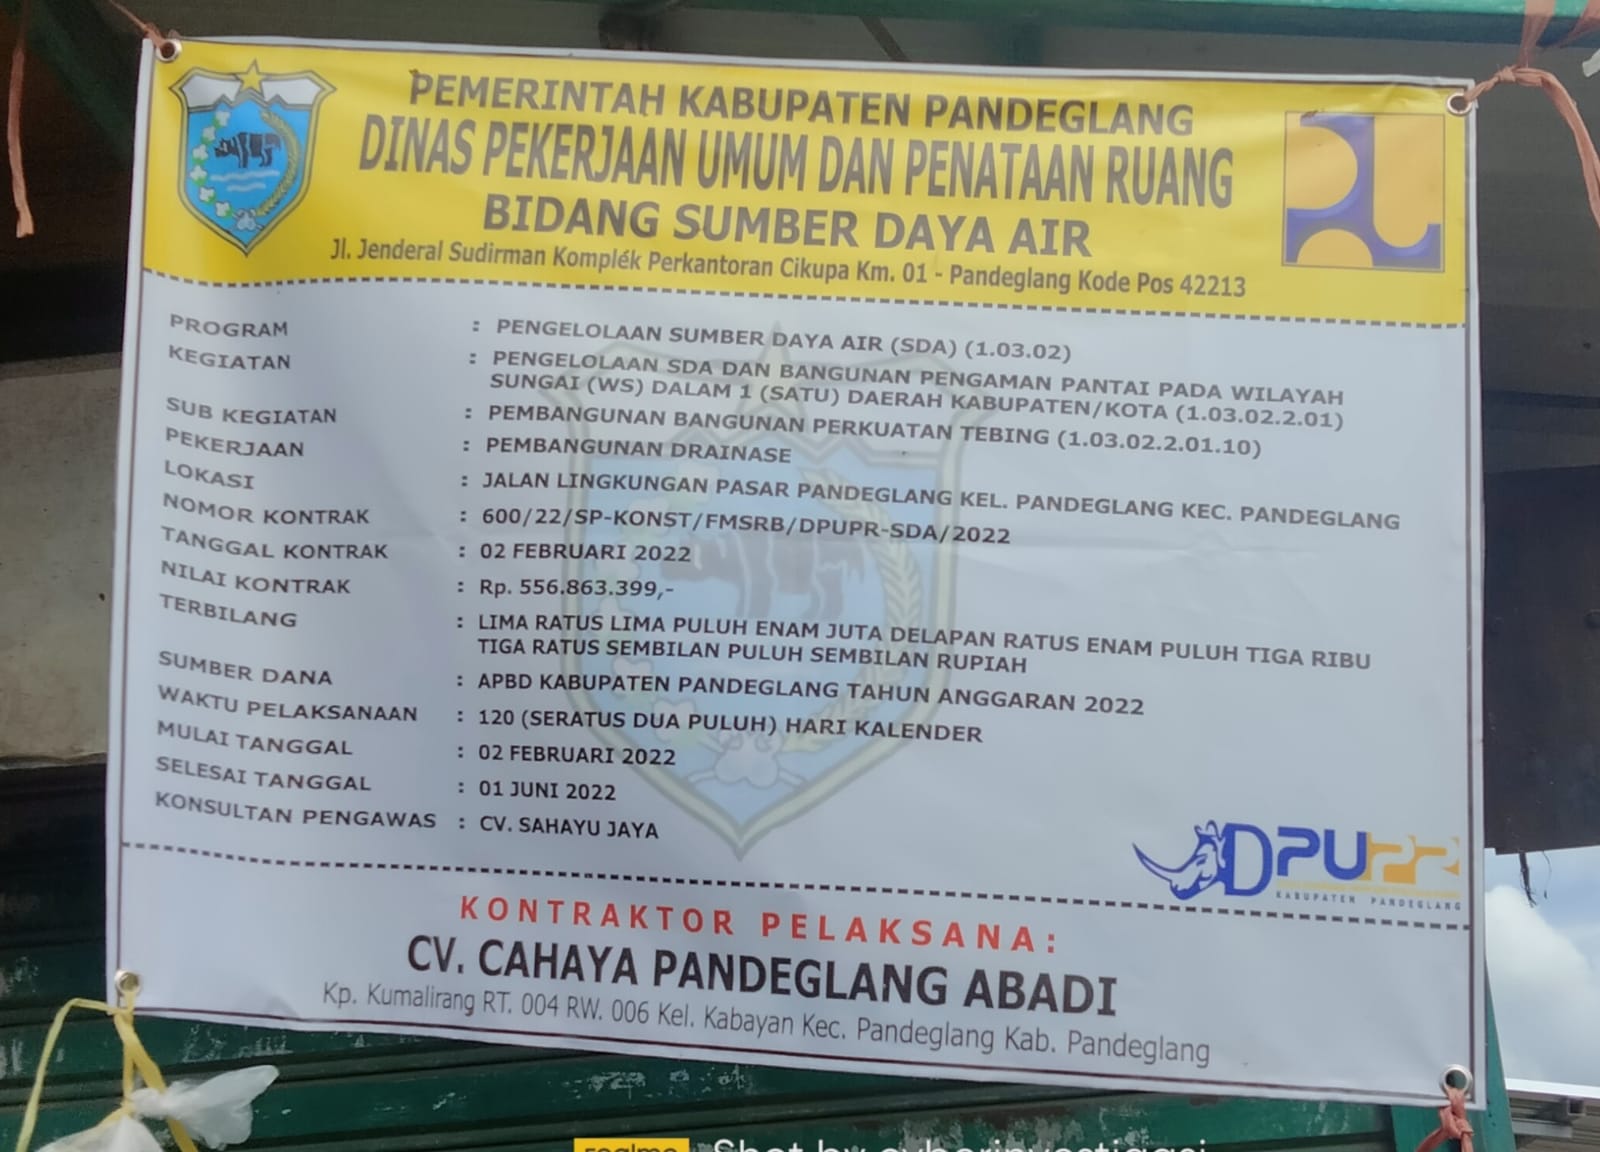 PEMERINTAH KABUPATEN PANDEGLANG
DINAS PEKERJAAN UMUM DAN PENATAAN RUANG
BIDANG SUMBER DAYA AIR
Jl. Jenderal Sudirman Komplék Perkantoran Cikupa Km. 01 - Pandeglang Kode Pos 42213
PROGRAM : PENGELOLAAN SUMBER DAYA AIR (SDA) (1.03.02)
KEGIATAN : PENGELOLAAN SDA DAN BANGUNAN PENGAMAN PANTAI PADA WILAYAH
SUNGAI (WS) DALAM 1 (SATU) DAERAH KABUPATEN/KOTA (1.03.02.2.01)
SUB KEGIATAN : PEMBANGUNAN BANGUNAN PERKUATAN TEBING (1.03.02.2.01.10)
PEKERJAAN : PEMBANGUNAN DRAINASE
LOKASI : JALAN LINGKUNGAN PASAR PANDEGLANG KEL. PANDEGLANG KEC. PANDEGLANG
NOMOR KONTRAK : 600/22/SP-KONST/FMSRB/DPUPR-SDA/2022
TANGGAL KONTRAK : 02 FEBRUARI 2022
NILAI KONTRAK : Rp. 556.863.399,-
TERBILANG : LIMA RATUS LIMA PULUH ENAM JUTA DELAPAN RATUS ENAM PULUH TIGA RIBU
TIGA RATUS SEMBILAN PULUH SEMBILAN RUPIAH
SUMBER DANA : APBD KABUPATEN PANDEGLANG TAHUN ANGGARAN 2022
WAKTU PELAKSANAAN : 120 (SERATUS DUA PULUH) HARI KALENDER
MULAI TANGGAL : 02 FEBRUARI 2022
SELESAI TANGGAL : 01 JUNI 2022
KONSULTAN PENGAWAS : CV. SAHAYU JAYA
DPUPR
KABUPATEN PANDEGLANG
KONTRAKTOR PELAKSANA:
CV. CAHAYA PANDEGLANG ABADI
Kp. Kumalirang RT. 004 RW. 006 Kel. Kabayan Kec. Pandeglang Kab. Pandeglang
realme Shot by cyberinvestigasi